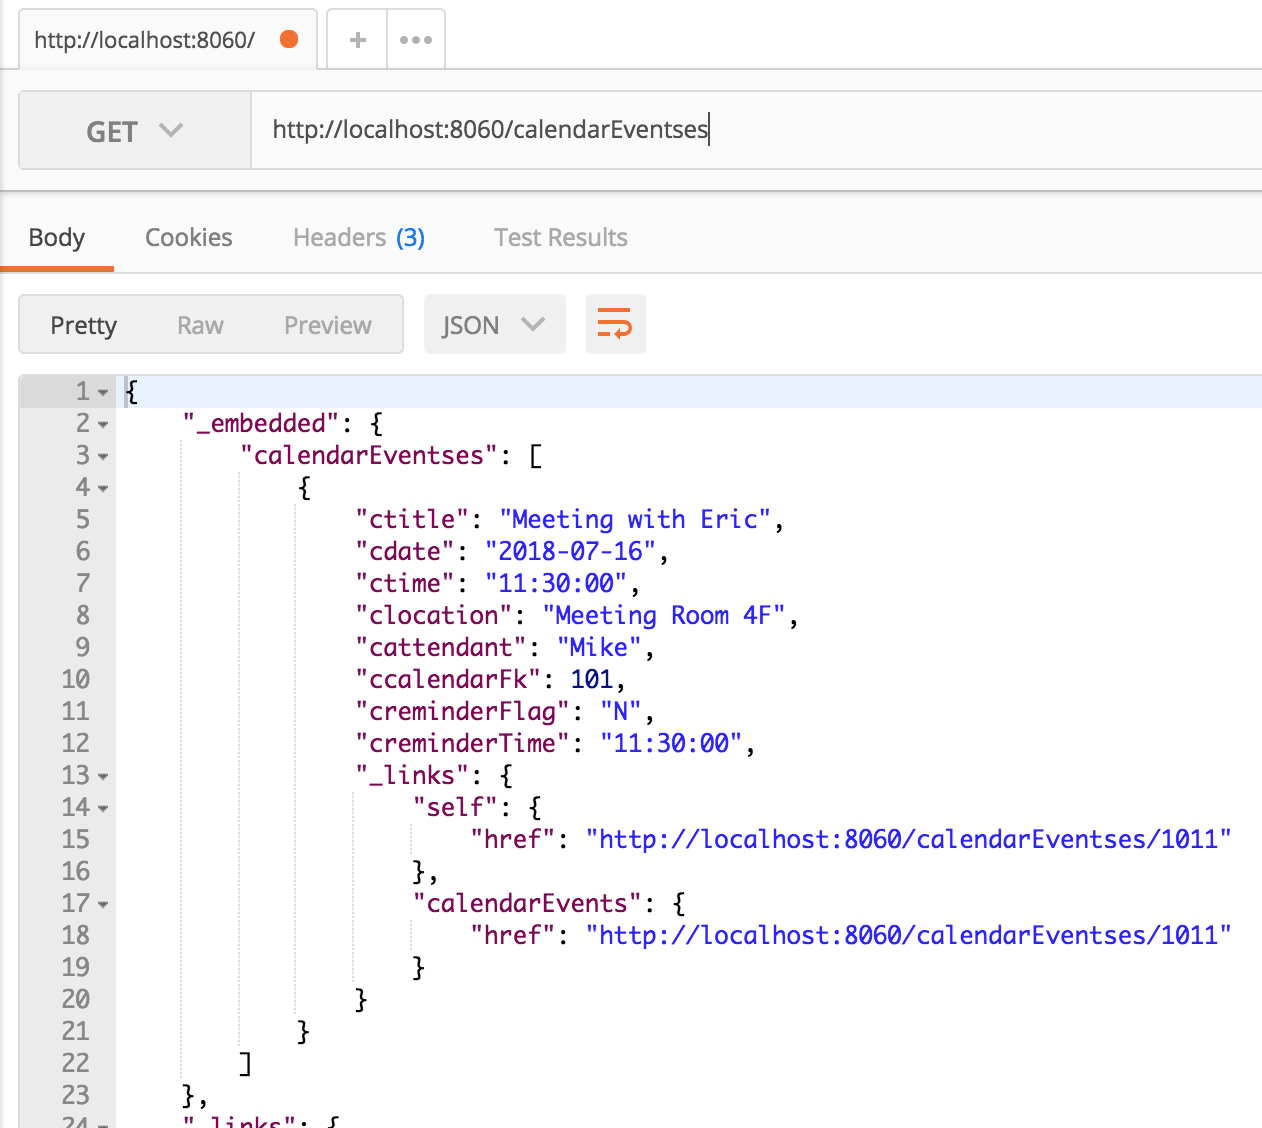 http://localhost:8060/
GET http://localhost:8060/calendarEventses
Body Cookies Headers (3) Test Results
Pretty Raw Preview JSON
1 {
2 "_embedded": {
3 "calendarEventses": [
4 {
5 "ctitle": "Meeting with Eric",
6 "cdate": "2018-07-16",
7 "ctime": "11:30:00",
8 "clocation": "Meeting Room 4F",
9 "cattendant": "Mike",
10 "ccalendarFk": 101,
11 "creminderFlag": "N",
12 "creminderTime": "11:30:00",
13 "_links": {
14 "self": {
15 "href": "http://localhost:8060/calendarEventses/1011"
16 },
17 "calendarEvents": {
18 "href": "http://localhost:8060/calendarEventses/1011"
19 }
20 }
21 }
22 ]
23 },
24 "_links": {